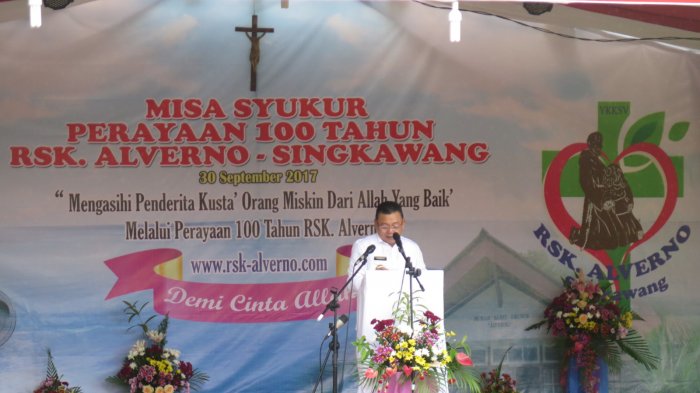 MISA SYUKUR
PERAYAAN 100 TAHUN
RSK. ALVERNO - SINGKAWANG
30 September 2017
“ Mengasihi Penderita Kusta’ Orang Miskin Dari Allah Yang Baik’
Melalui Perayaan 100 Tahun RSK. Alverno
www.rsk-alverno.com
Demi Cinta
YKKSV
RSK. ALVERNO